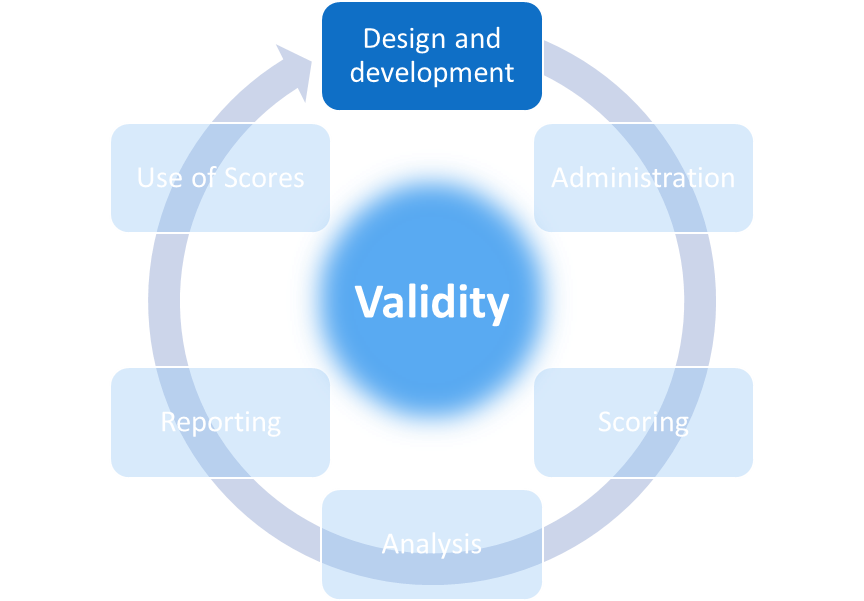 Design and
development
Use of Scores
Administration
Validity
Reporting
Scoring
Analysis